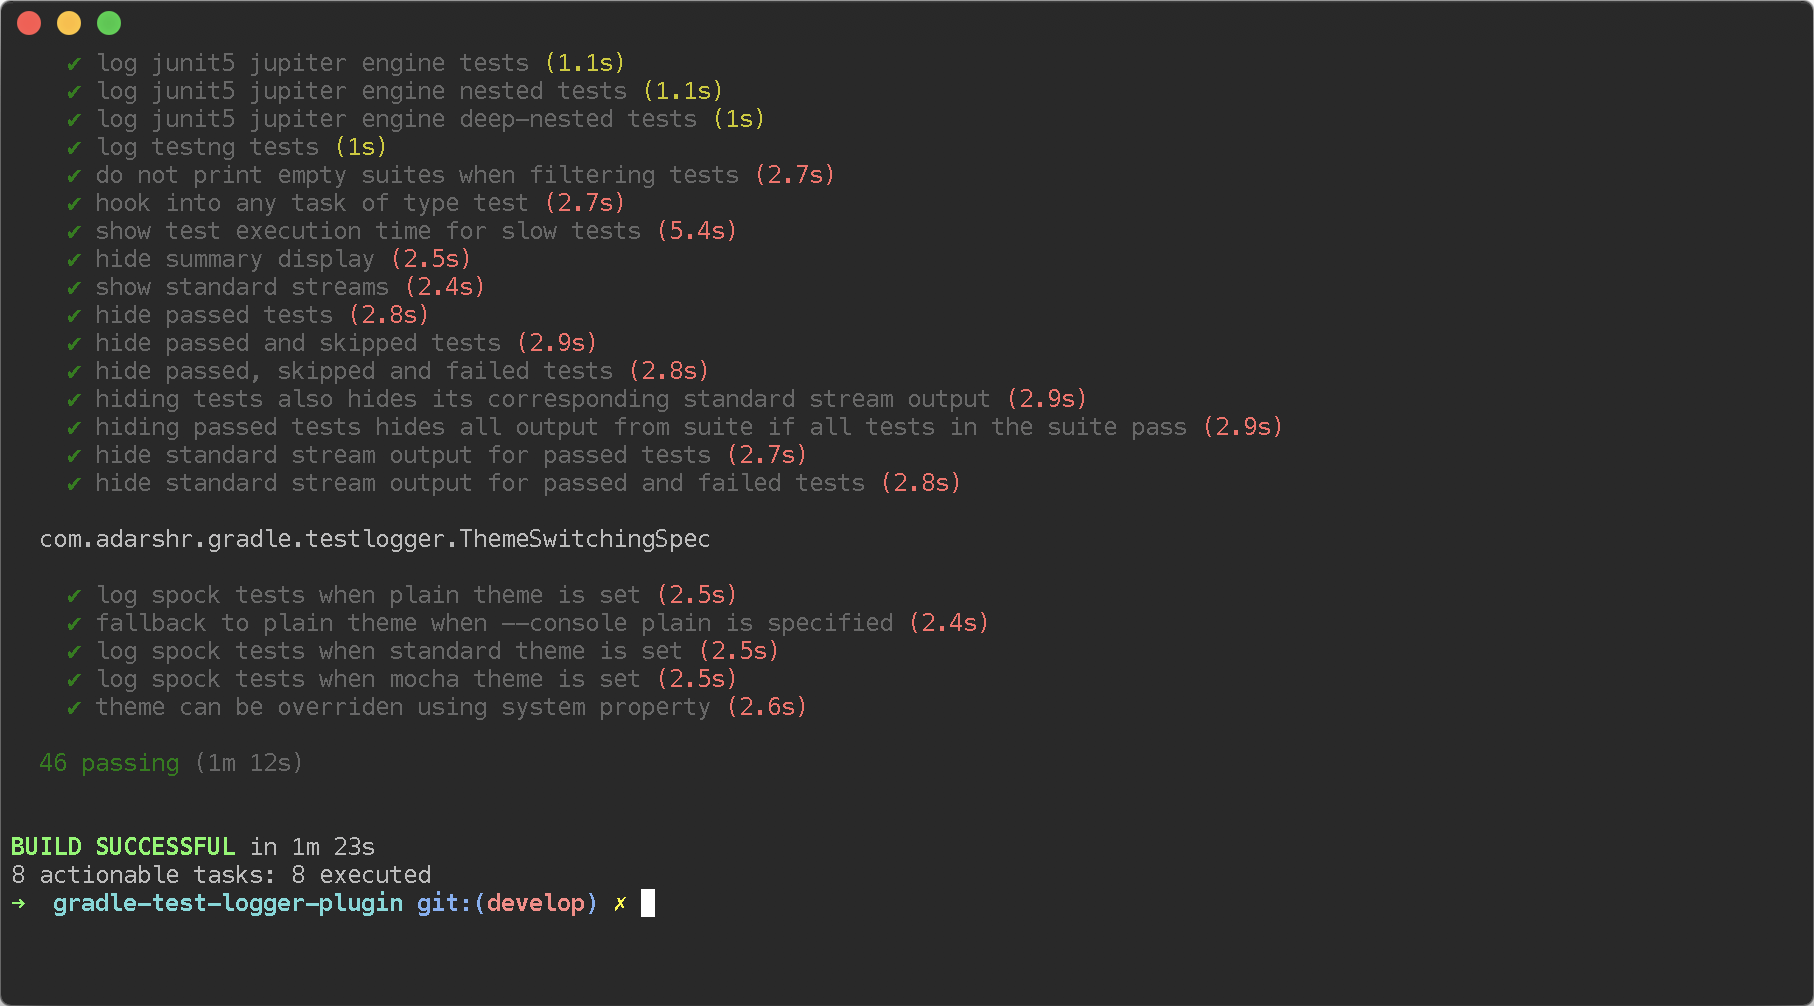 ✔ log junit5 jupiter engine tests (1.1s)
✔ log junit5 jupiter engine nested tests (1.1s)
✔ log junit5 jupiter engine deep-nested tests (1s)
✔ log testng tests (1s)
✔ do not print empty suites when filtering tests (2.7s)
✔ hook into any task of type test (2.7s)
✔ show test execution time for slow tests (5.4s)
✔ hide summary display (2.5s)
✔ show standard streams (2.4s)
✔ hide passed tests (2.8s)
✔ hide passed and skipped tests (2.9s)
✔ hide passed, skipped and failed tests (2.8s)
✔ hiding tests also hides its corresponding standard stream output (2.9s)
✔ hiding passed tests hides all output from suite if all tests in the suite pass (2.9s)
✔ hide standard stream output for passed tests (2.7s)
✔ hide standard stream output for passed and failed tests (2.8s)
com.adarshr.gradle.testlogger.ThemeSwitchingSpec
✔ log spock tests when plain theme is set (2.5s)
✔ fallback to plain theme when --console plain is specified (2.4s)
✔ log spock tests when standard theme is set (2.5s)
✔ log spock tests when mocha theme is set (2.5s)
✔ theme can be overriden using system property (2.6s)
46 passing (1m 12s)
BUILD SUCCESSFUL in 1m 23s
8 actionable tasks: 8 executed
→ gradle-test-logger-plugin git:(develop) ✗